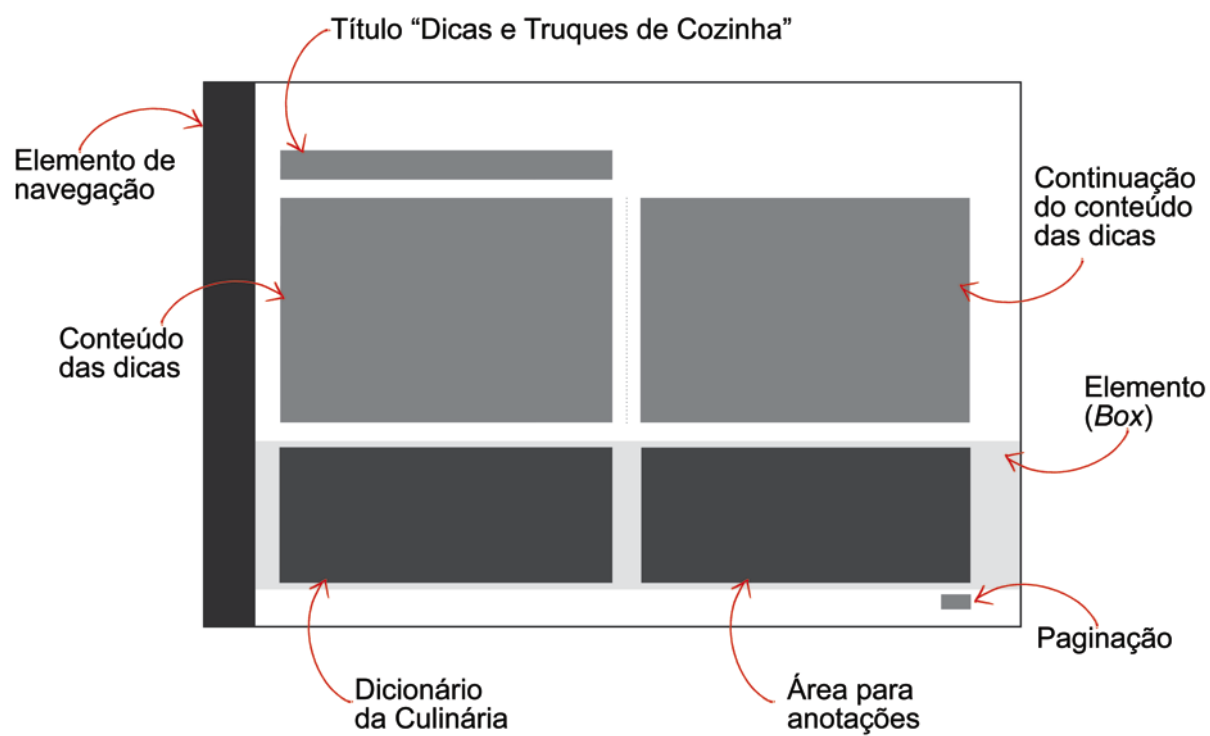 Título “Dicas e Truques de Cozinha”
Elemento de
navegação
Continuação
do conteúdo
das dicas
Conteúdo
das dicas
Elemento
(Box)
Paginação
Dicionário
da Culinária
Área para
anotações